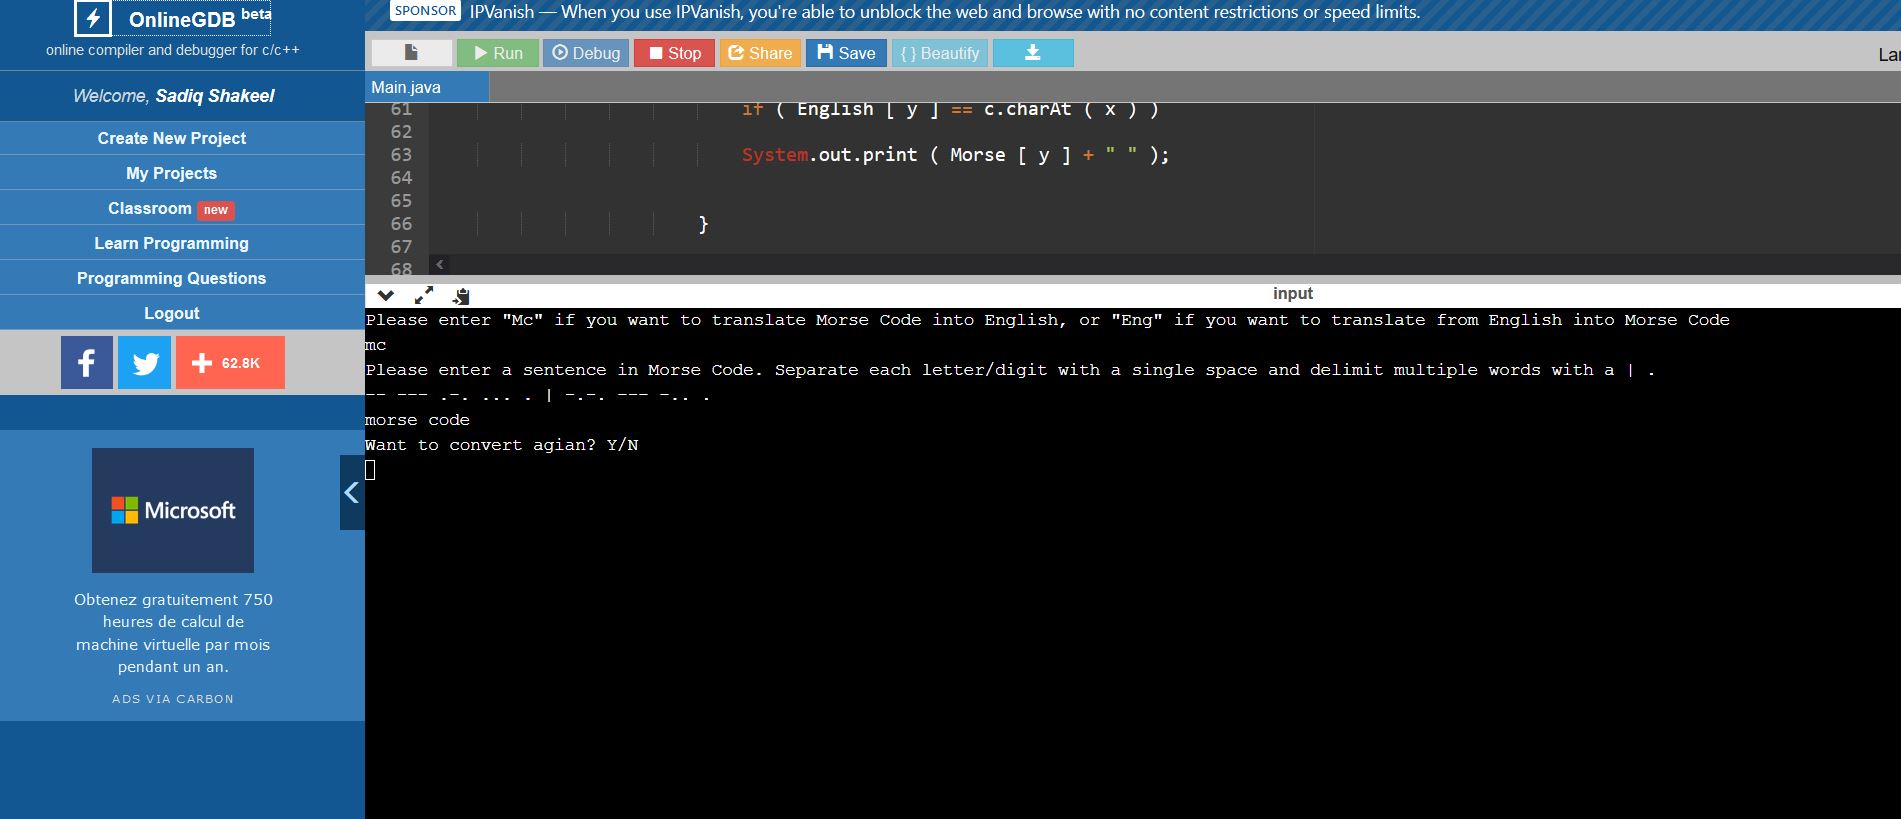 OnlineGDB beta
online compiler and debugger for c/c++
Welcome, Sadiq Shakeel
Create New Project
My Projects
Classroom new
Learn Programming
Programming Questions
Logout
62.8K
Microsoft
Obtenez gratuitement 750
heures de calcul de
machine virtuelle par mois
pendant un an.
ADS VIA CARBON
SPONSOR IPVanish — When you use IPVanish, you're able to unblock the web and browse with no content restrictions or speed limits.
Run Debug Stop Share Save { } Beautify
Main.java
61 if ( English [ y ] == c.charAt ( x ) )
62
63 System.out.print ( Morse [ y ] + " " );
64
65
66 }
67
68
input
Please enter "Mc" if you want to translate Morse Code into English, or "Eng" if you want to translate from English into Morse Code
mc
Please enter a sentence in Morse Code. Separate each letter/digit with a single space and delimit multiple words with a | .
-- --- .-. ... . | -.-. --- -.. .
morse code
Want to convert agian? Y/N